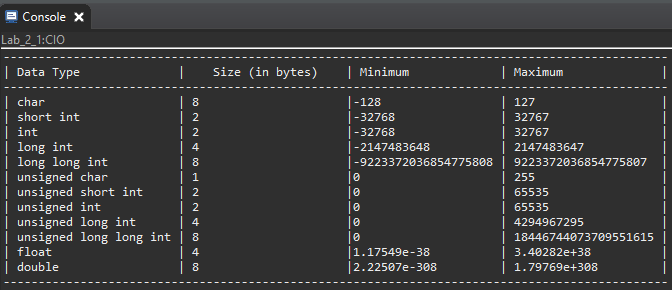 Console
Lab_2_1:CIO
--------------------------------------------------------------------------------------------
| Data Type | Size (in bytes) | Minimum | Maximum |
--------------------------------------------------------------------------------------------
| char | 8 |-128 | 127 |
| short int | 2 |-32768 | 32767 |
| int | 2 |-32768 | 32767 |
| long int | 4 |-2147483648 | 2147483647 |
| long long int | 8 |-9223372036854775808 | 9223372036854775807 |
| unsigned char | 1 |0 | 255 |
| unsigned short int | 2 |0 | 65535 |
| unsigned int | 2 |0 | 65535 |
| unsigned long int | 4 |0 | 4294967295 |
| unsigned long long int | 8 |0 | 18446744073709551615 |
| float | 4 |1.17549e-38 | 3.40282e+38 |
| double | 8 |2.22507e-308 | 1.79769e+308 |
--------------------------------------------------------------------------------------------